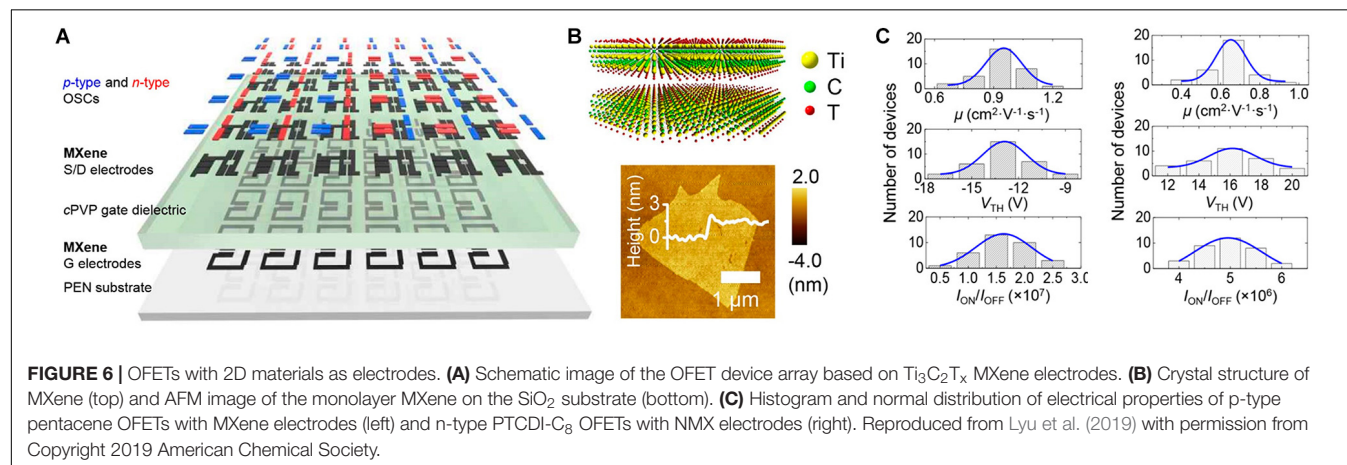 A
p-type and n-type
OSCs
MXene
S/D electrodes
cPVP gate dielectric
MXene
G electrodes
PEN substrate
B
Ti
C
T
Height (nm)
3
0
1 μm
2.0
-4.0
(nm)
C
Number of devices
20
10
0
0.6 0.9 1.2
μ (cm²·V⁻¹·s⁻¹)
20
10
0
-18 -15 -12 -9
V_TH (V)
20
10
0
0.5 1.0 1.5 2.0 2.5 3.0
I_ON/I_OFF (×10⁷)
Number of devices
20
10
0
0.4 0.6 0.8 1.0
μ (cm²·V⁻¹·s⁻¹)
20
10
0
12 14 16 18 20
V_TH (V)
20
10
0
4 5 6
I_ON/I_OFF (×10⁶)
FIGURE 6 | OFETs with 2D materials as electrodes. (A) Schematic image of the OFET device array based on Ti₃C₂Tₓ MXene electrodes. (B) Crystal structure of
MXene (top) and AFM image of the monolayer MXene on the SiO₂ substrate (bottom). (C) Histogram and normal distribution of electrical properties of p-type
pentacene OFETs with MXene electrodes (left) and n-type PTCDI-C₈ OFETs with NMX electrodes (right). Reproduced from Lyu et al. (2019) with permission from
Copyright 2019 American Chemical Society.